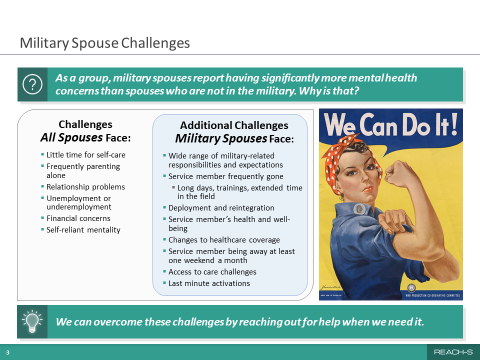 Military Spouse Challenges
As a group, military spouses report having significantly more mental health
concerns than spouses who are not in the military. Why is that?
Challenges
All Spouses Face:
Little time for self-care
Frequently parenting
alone
Relationship problems
Unemployment or
underemployment
Financial concerns
Self-reliant mentality
Additional Challenges
Military Spouses Face:
Wide range of military-related
responsibilities and expectations
Service member frequently gone
Long days, trainings, extended time
in the field
Deployment and reintegration
Service member's health and well-
being
Changes to healthcare coverage
Service member being away at least
one weekend a month
Access to care challenges
Last minute activations
We Can Do It!
We can overcome these challenges by reaching out for help when we need it.
3
REACH-S